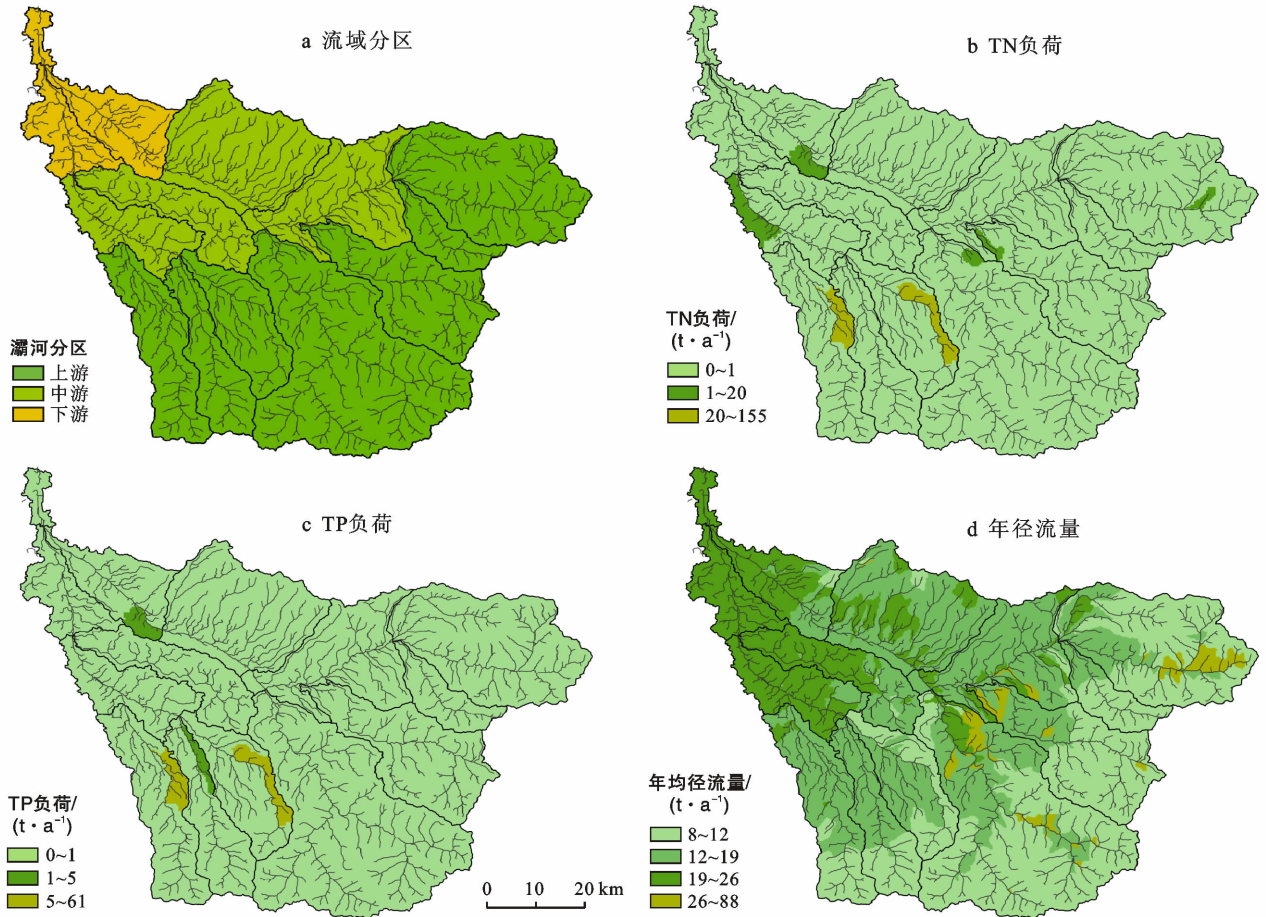 a 流域分区
灞河分区
上游
中游
下游
b TN负荷
TN负荷/
(t·a⁻¹)
0~1
1~20
20~155
c TP负荷
TP负荷/
(t·a⁻¹)
0~1
1~5
5~61
0 10 20 km
d 年径流量
年均径流量/
(t·a⁻¹)
8~12
12~19
19~26
26~88